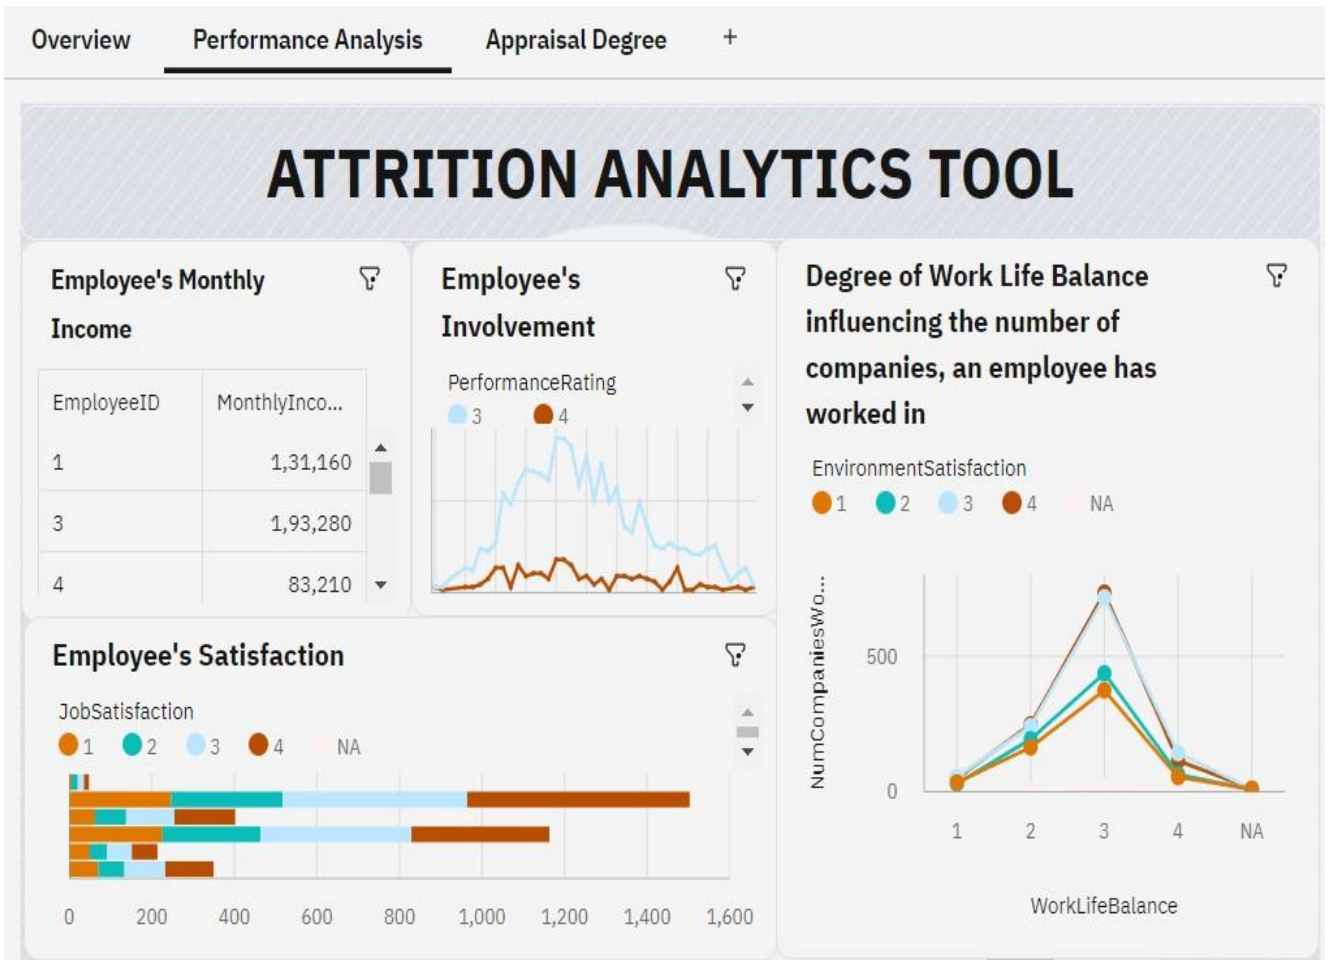 Overview Performance Analysis Appraisal Degree +
ATTRITION ANALYTICS TOOL
Employee's Monthly
Income
EmployeeID MonthlyInco...
1 1,31,160
3 1,93,280
4 83,210
Employee's
Involvement
PerformanceRating
3 4
Degree of Work Life Balance
influencing the number of
companies, an employee has
worked in
EnvironmentSatisfaction
1 2 3 4 NA
NumCompaniesWo...
500
0
1 2 3 4 NA
WorkLifeBalance
Employee's Satisfaction
JobSatisfaction
1 2 3 4 NA
0 200 400 600 800 1,000 1,200 1,400 1,600